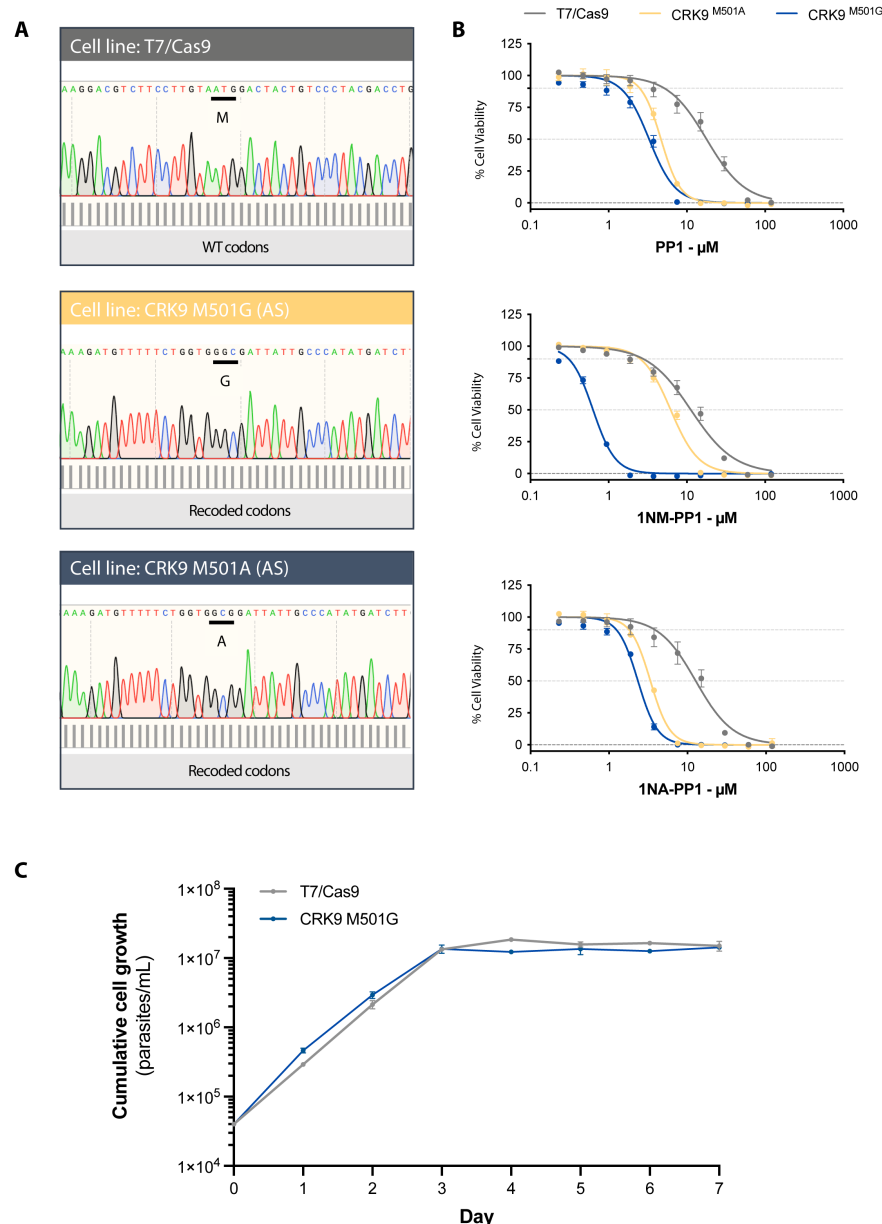 A
Cell line: T7/Cas9
AAGGACGTCTTCCTTGTAATGGACTACTGTCCCTACGACCTG
M
WT codons
Cell line: CRK9 M501G (AS)
AAAGATGTTTTTCTGGTGGGCGATTATTGCCCATATGATCT
G
Recoded codons
Cell line: CRK9 M501A (AS)
AAAGATGTTTTTCTGGTGGCGGATTATTGCCCATATGATCTT
A
Recoded codons
B
T7/Cas9
CRK9 M501A
CRK9 M501G
% Cell Viability
125
100
75
50
25
0
0.1 1 10 100 1000
PP1 - µM
% Cell Viability
125
100
75
50
25
0
0.1 1 10 100 1000
1NM-PP1 - µM
% Cell Viability
125
100
75
50
25
0
0.1 1 10 100 1000
1NA-PP1 - µM
C
T7/Cas9
CRK9 M501G
Cumulative cell growth
(parasites/mL)
1×10⁸
1×10⁷
1×10⁶
1×10⁵
1×10⁴
0 1 2 3 4 5 6 7
Day